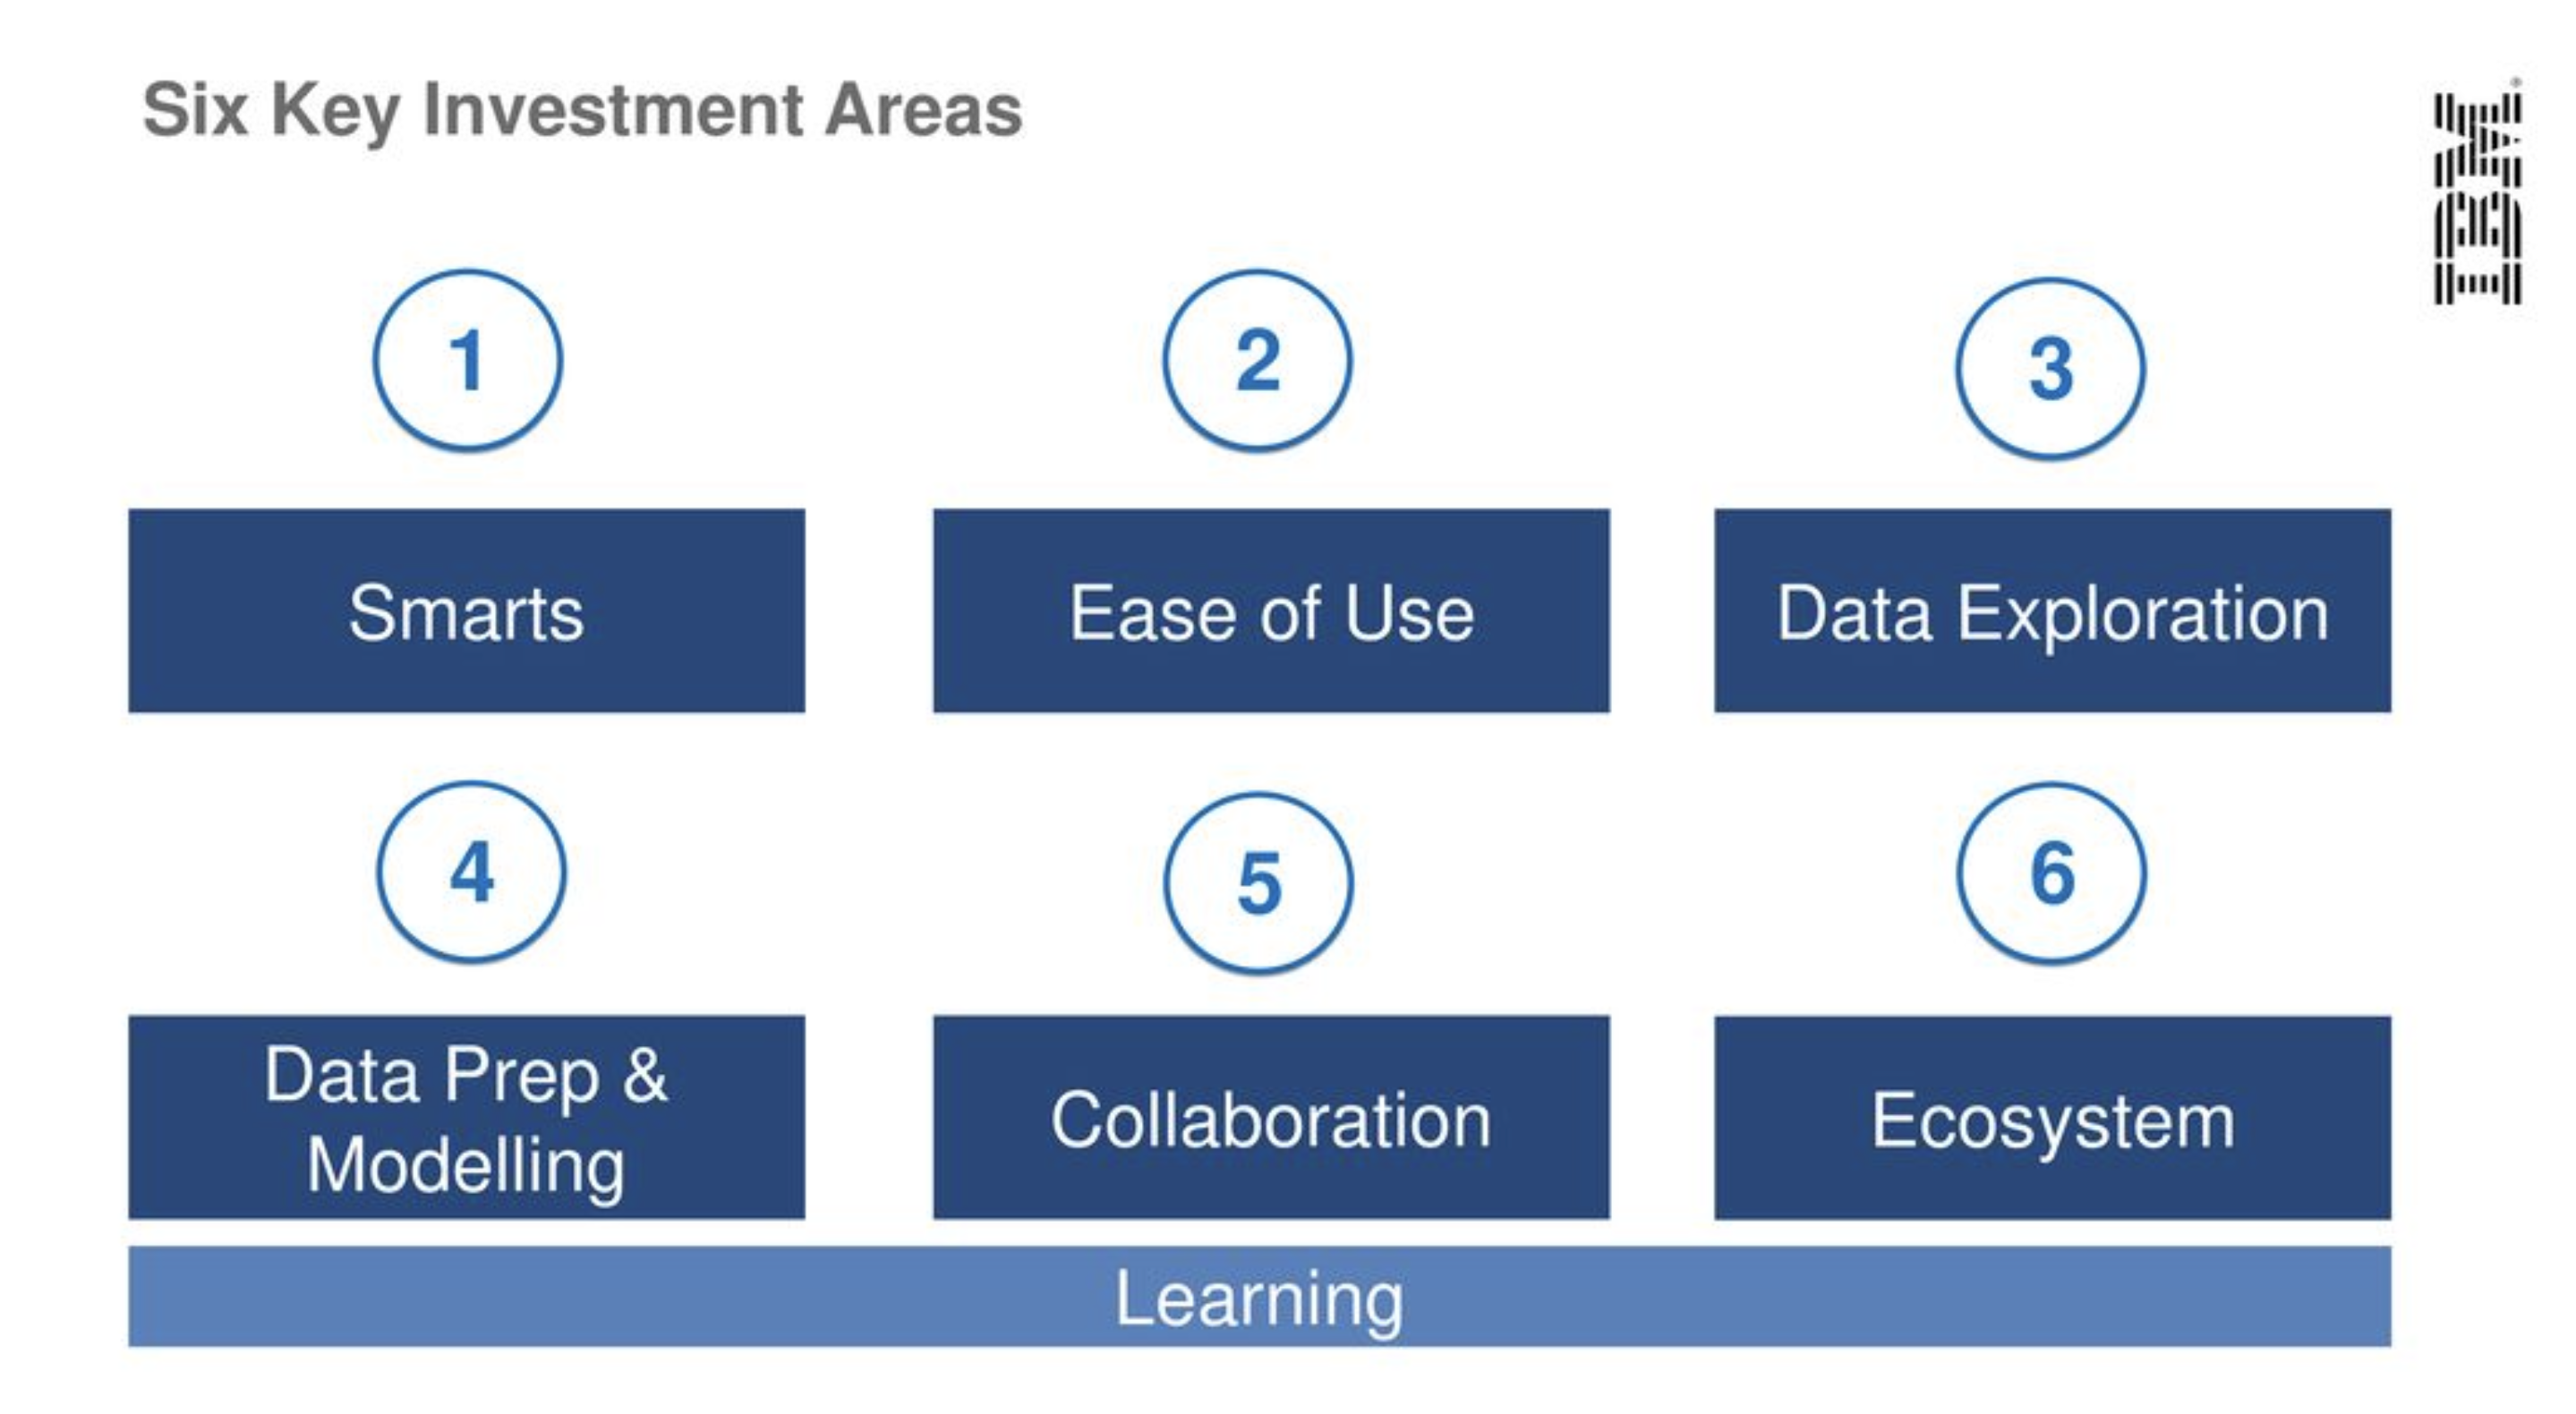 Six Key Investment Areas
IBM®
1
2
3
Smarts
Ease of Use
Data Exploration
4
5
6
Data Prep &
Modelling
Collaboration
Ecosystem
Learning